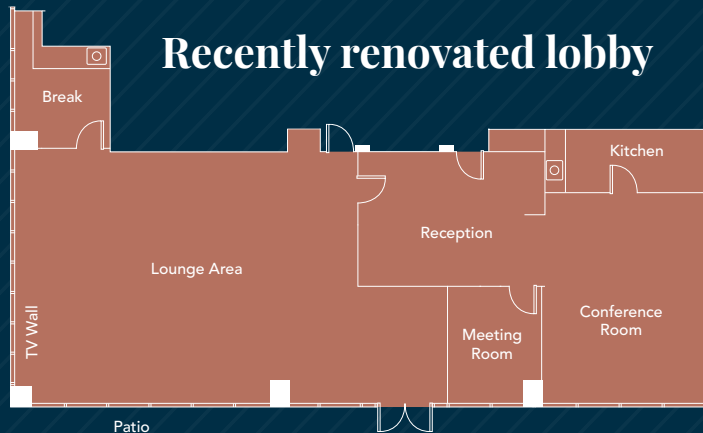 Recently renovated lobby
Break
Kitchen
Reception
Lounge Area
TV Wall
Meeting
Room
Conference
Room
Patio